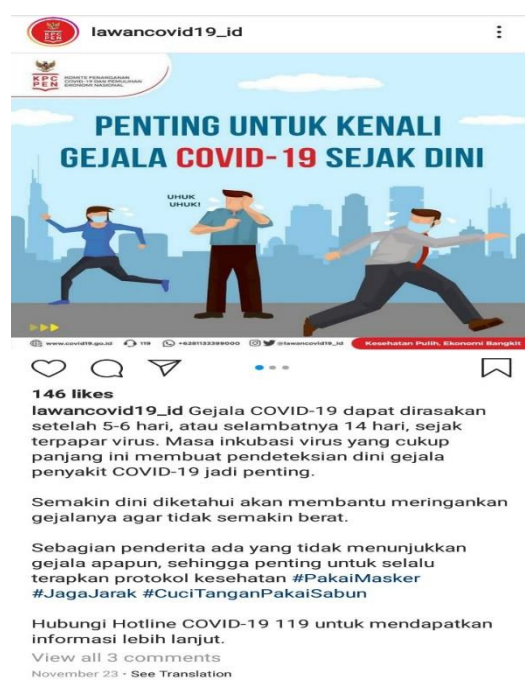 lawancovid19_id
KPC
PEN
KOMITE PENANGANAN
COVID-19 DAN PEMULIHAN
EKONOMI NASIONAL
PENTING UNTUK KENALI
GEJALA COVID-19 SEJAK DINI
UHUK
UHUK!
www.covid19.go.id 119 +6281133399000 @lawancovid19_id Kesehatan Pulih, Ekonomi Bangkit
146 likes
lawancovid19_id Gejala COVID-19 dapat dirasakan
setelah 5-6 hari, atau selambatnya 14 hari, sejak
terpapar virus. Masa inkubasi virus yang cukup
panjang ini membuat pendeteksian dini gejala
penyakit COVID-19 jadi penting.
Semakin dini diketahui akan membantu meringankan
gejalanya agar tidak semakin berat.
Sebagian penderita ada yang tidak menunjukkan
gejala apapun, sehingga penting untuk selalu
terapkan protokol kesehatan #PakaiMasker
#JagaJarak #CuciTanganPakaiSabun
Hubungi Hotline COVID-19 119 untuk mendapatkan
informasi lebih lanjut.
View all 3 comments
November 23 • See Translation